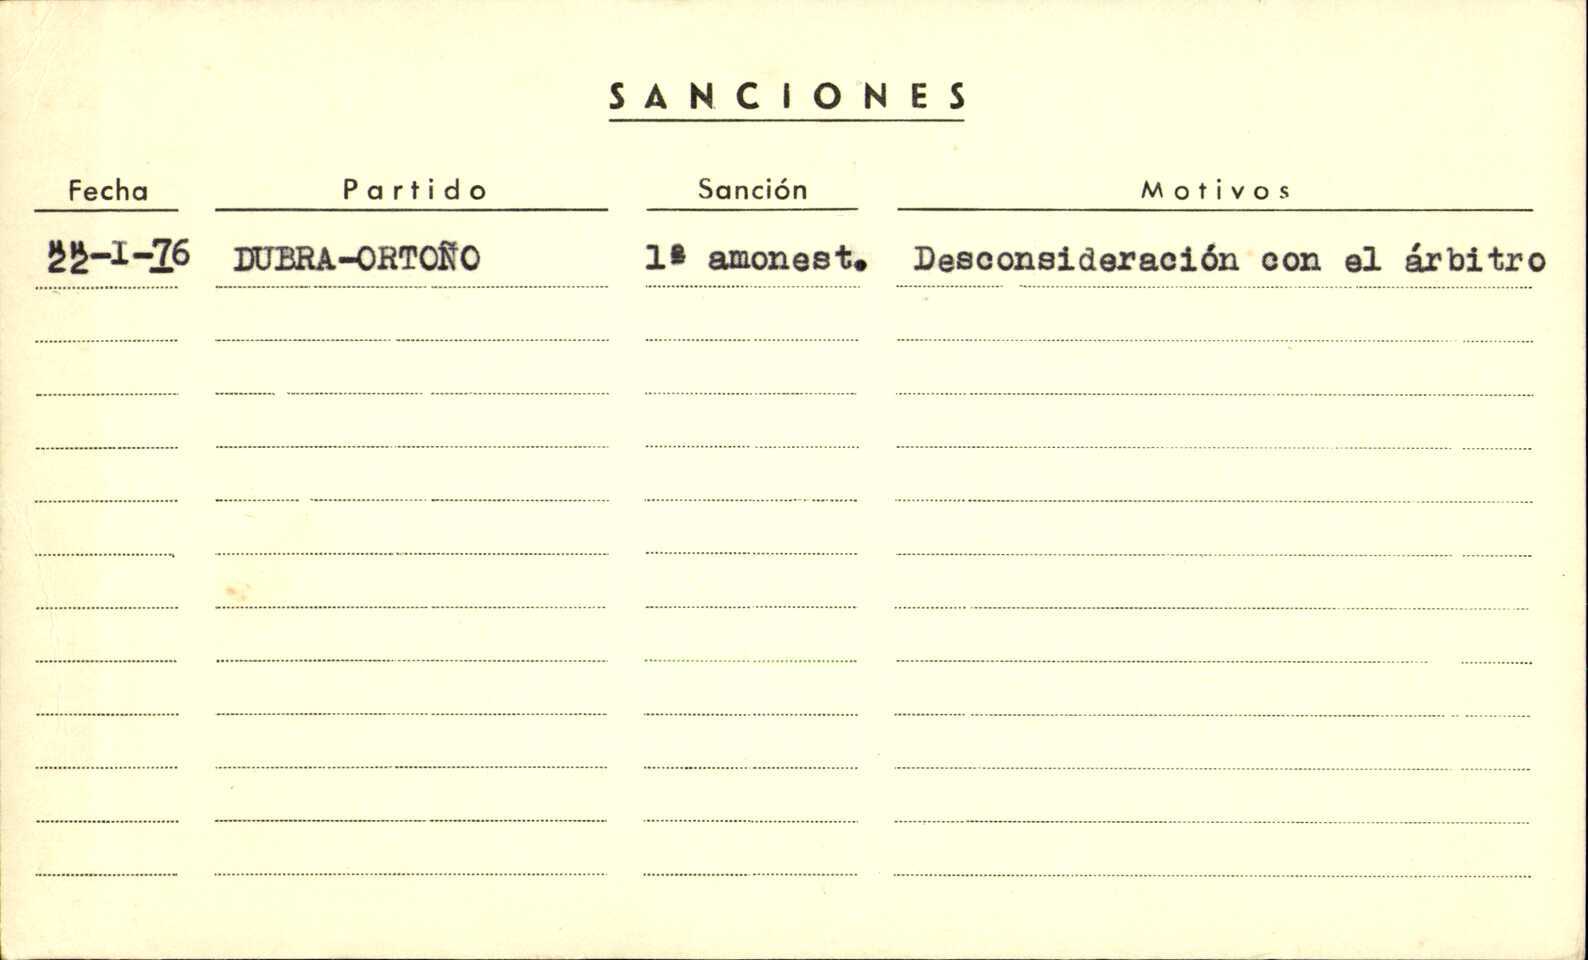 SANCIONES
Fecha Partido Sanción Motivos
22-I-76 DUBRA-ORTOÑO 1ª amonest. Desconsideración con el árbitro